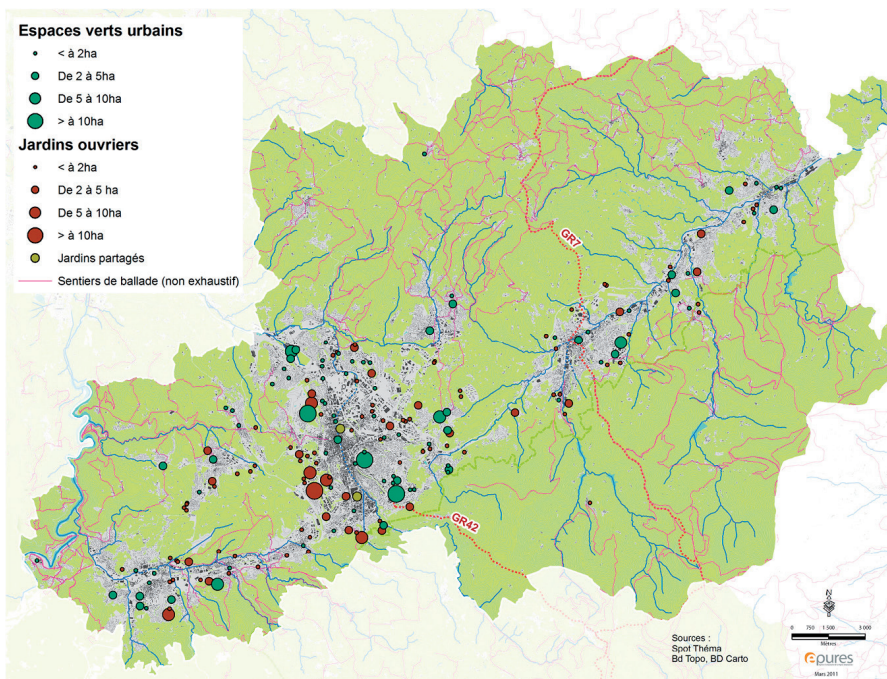 Espaces verts urbains
< à 2ha
De 2 à 5ha
De 5 à 10ha
> à 10ha
Jardins ouvriers
< à 2ha
De 2 à 5 ha
De 5 à 10ha
> à 10ha
Jardins partagés
Sentiers de ballade (non exhaustif)
GR7
GR42
Sources :
Spot Théma
Bd Topo, BD Carto
N
0 750 1 500 3 000
Mètres
epures
Mars 2011